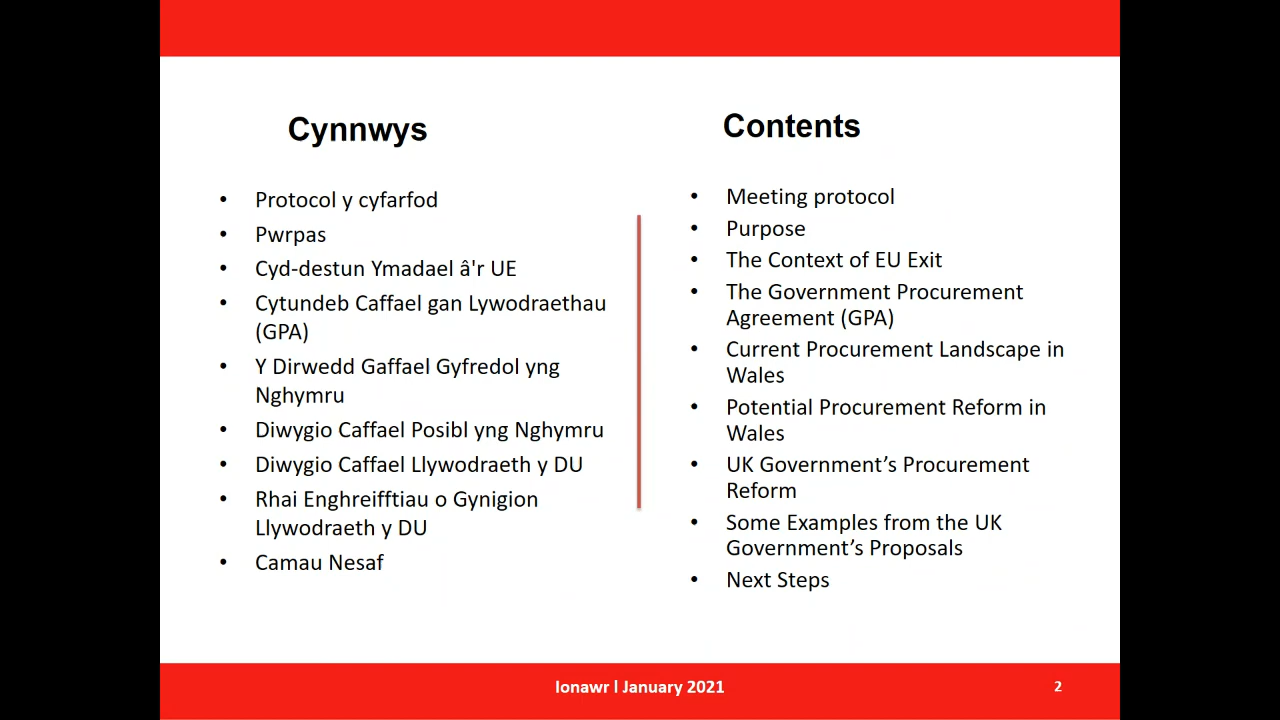 Cynnwys
• Protocol y cyfarfod
• Pwrpas
• Cyd-destun Ymadael â'r UE
• Cytundeb Caffael gan Lywodraethau
(GPA)
• Y Dirwedd Gaffael Gyfredol yng
Nghymru
• Diwygio Caffael Posibl yng Nghymru
• Diwygio Caffael Llywodraeth y DU
• Rhai Enghreifftiau o Gynigion
Llywodraeth y DU
• Camau Nesaf
Contents
• Meeting protocol
• Purpose
• The Context of EU Exit
• The Government Procurement
Agreement (GPA)
• Current Procurement Landscape in
Wales
• Potential Procurement Reform in
Wales
• UK Government’s Procurement
Reform
• Some Examples from the UK
Government’s Proposals
• Next Steps
Ionawr l January 2021
2